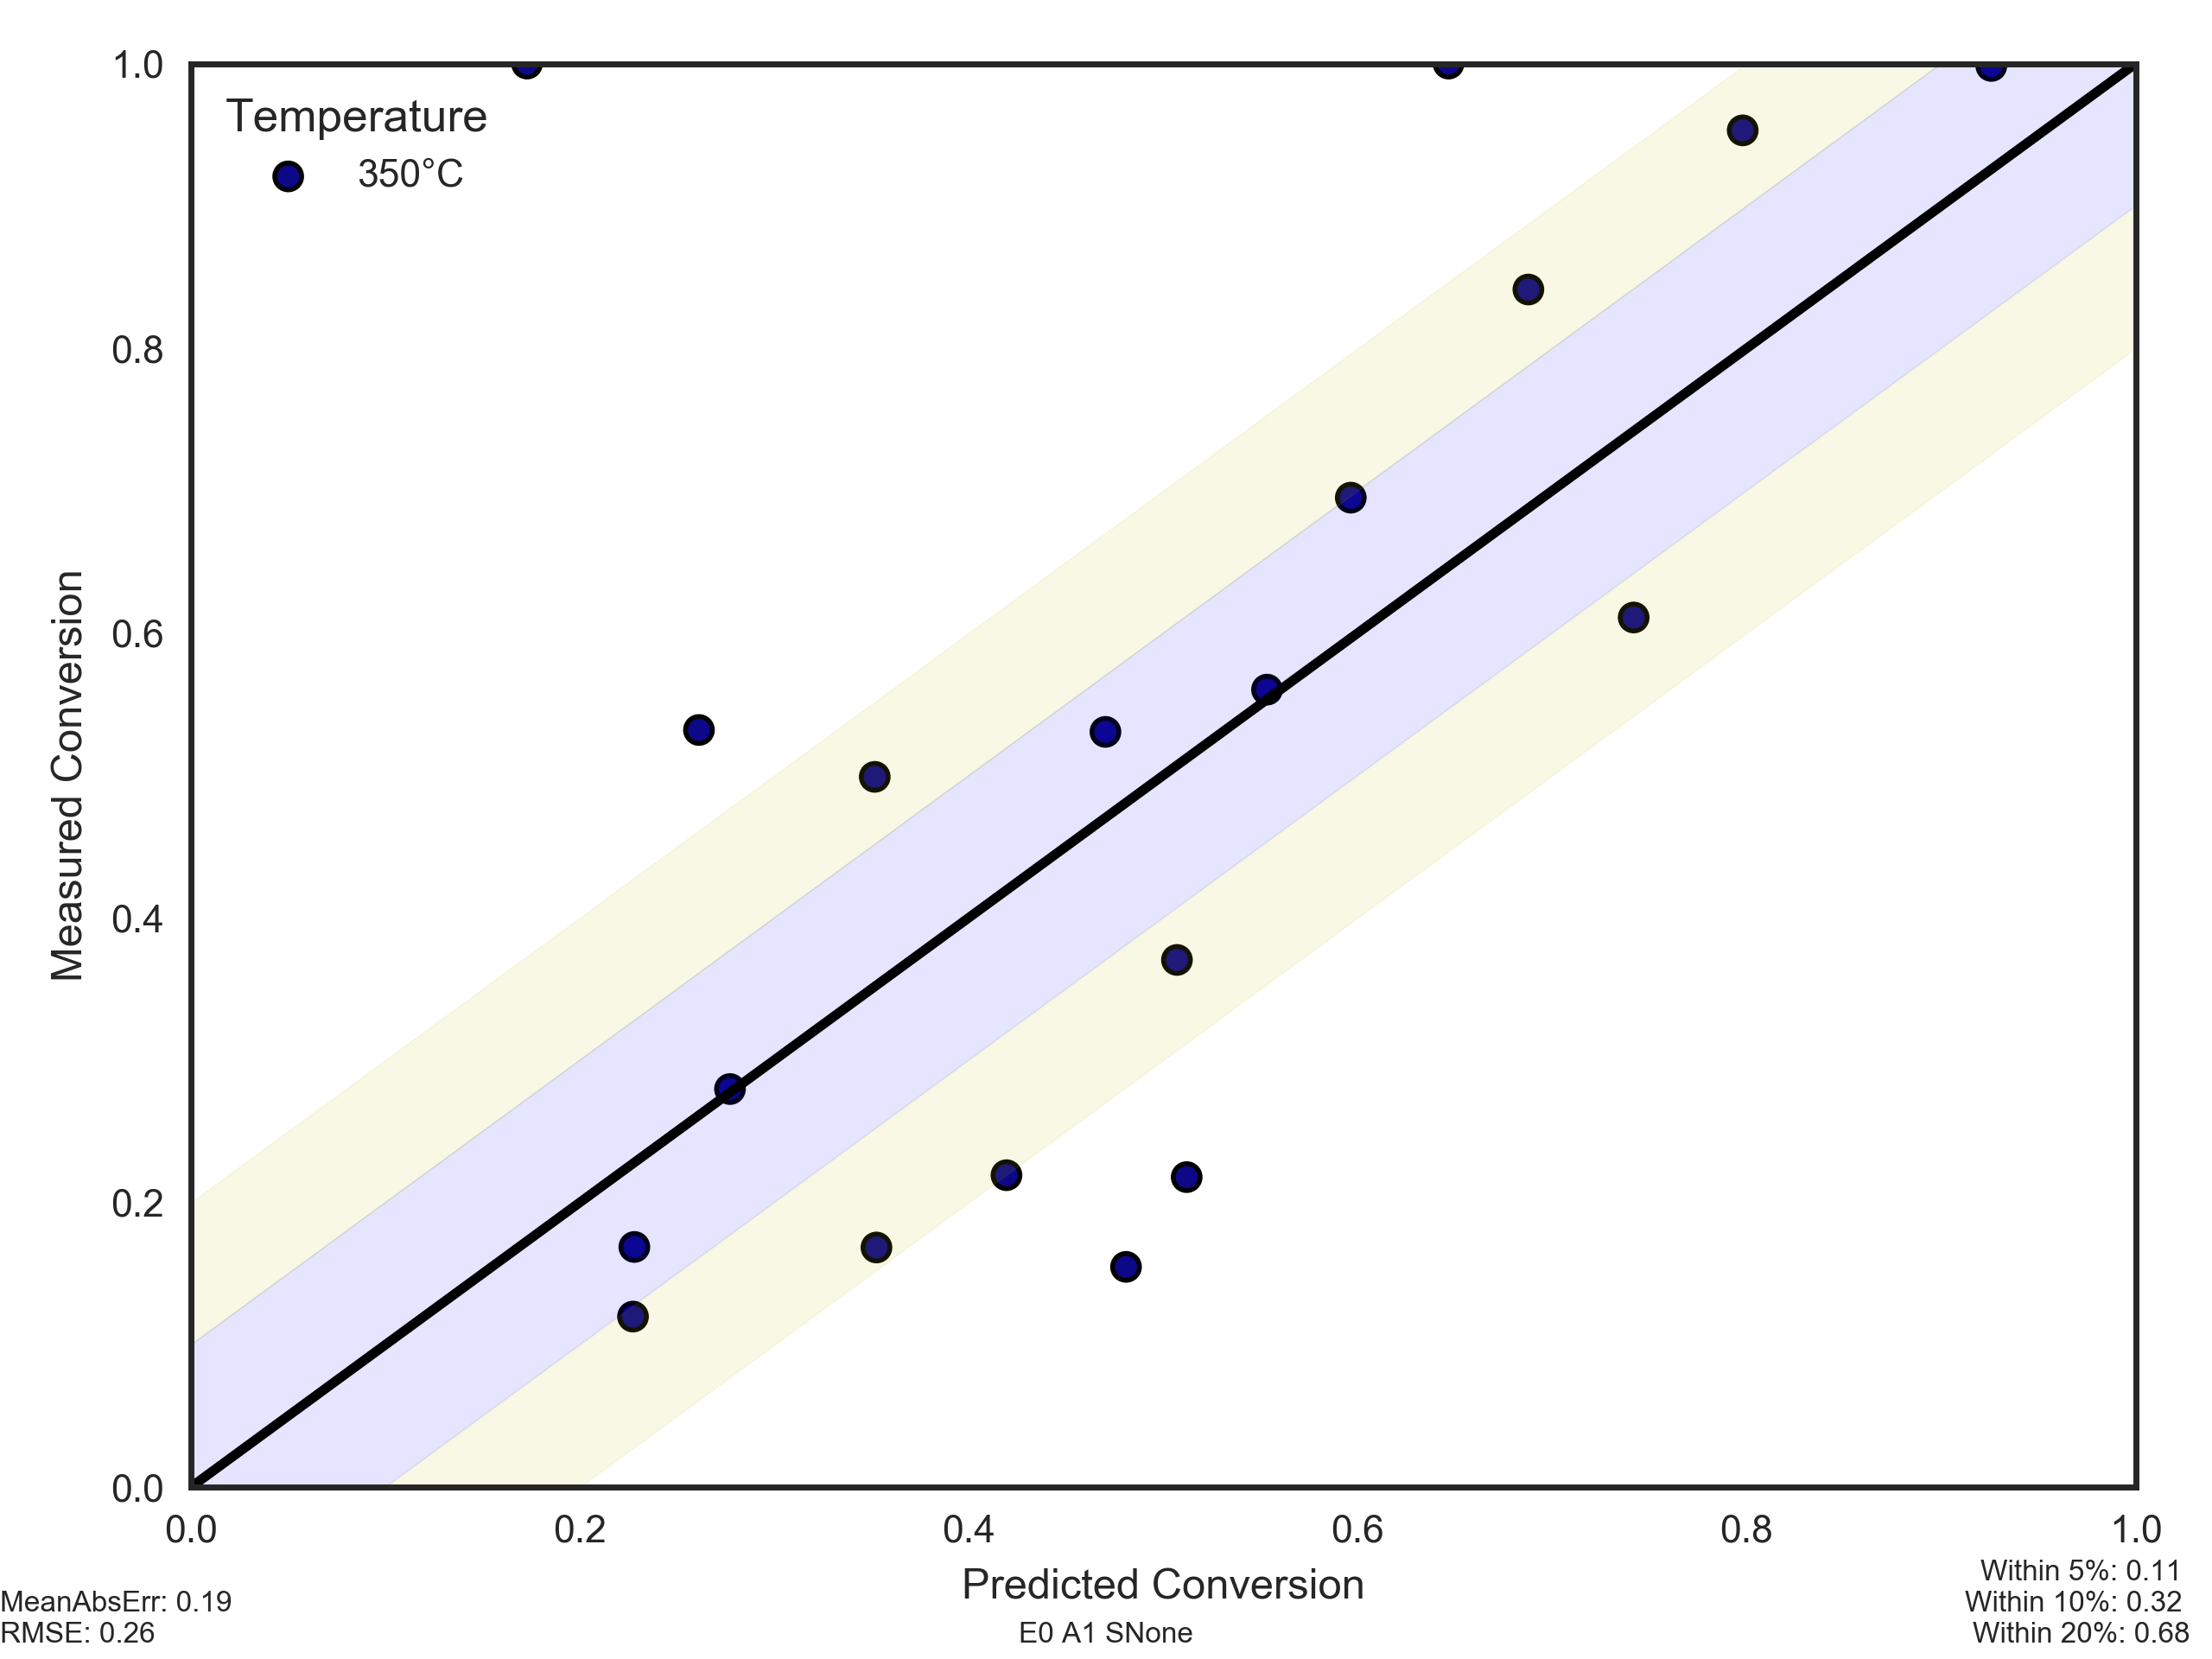 1.0
Temperature
350°C
0.8
0.6
0.4
0.2
0.0
Measured Conversion
0.0 0.2 0.4 0.6 0.8 1.0
Predicted Conversion
E0 A1 SNone
MeanAbsErr: 0.19
RMSE: 0.26
Within 5%: 0.11
Within 10%: 0.32
Within 20%: 0.68